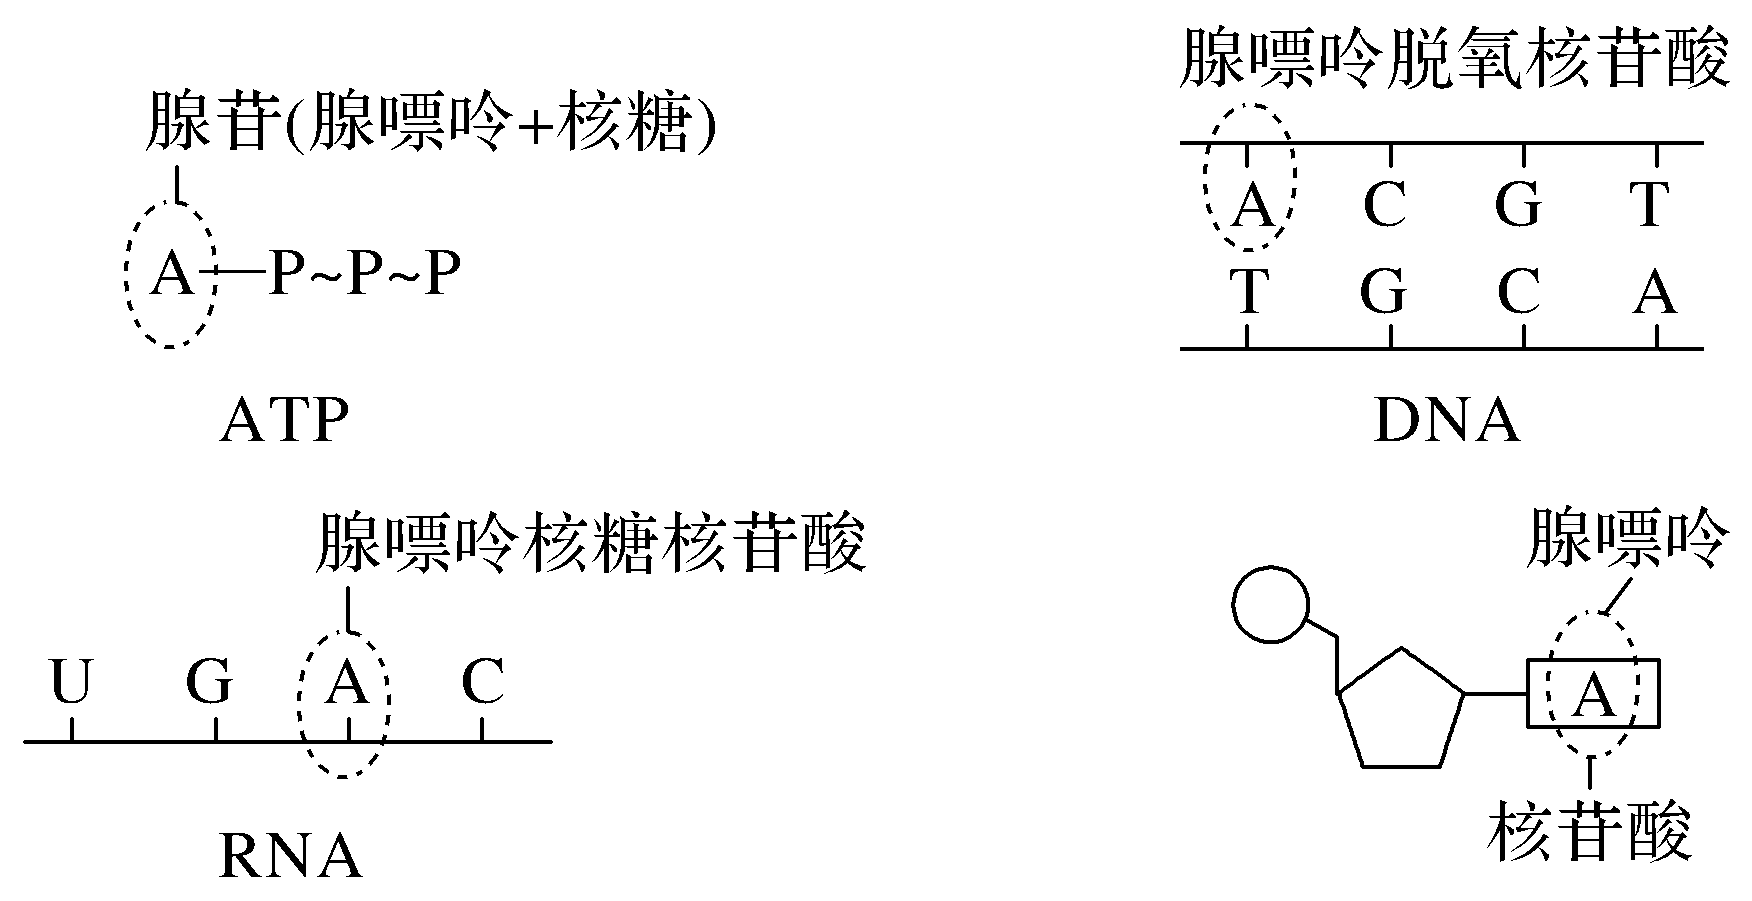 腺苷(腺嘌呤+核糖)
A—P~P~P
ATP
腺嘌呤脱氧核苷酸
A C G T
T G C A
DNA
腺嘌呤核糖核苷酸
U G A C
RNA
腺嘌呤
A
核苷酸